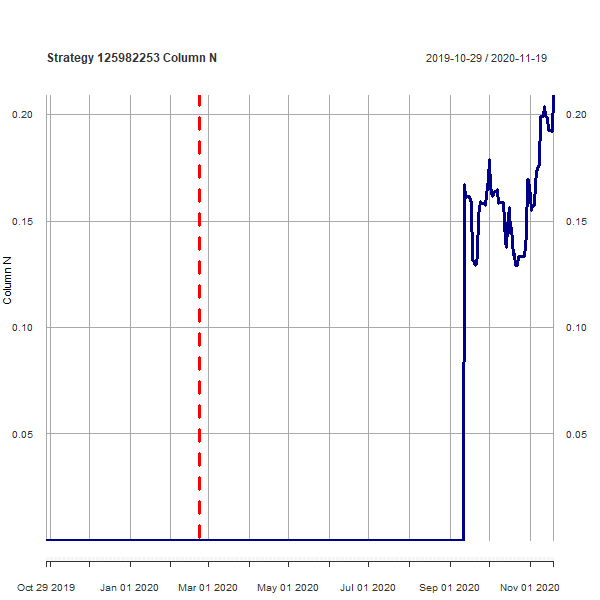 Strategy 125982253 Column N
2019-10-29 / 2020-11-19
0.20
0.20
0.15
0.15
0.10
0.10
0.05
0.05
Column N
Oct 29 2019
Jan 01 2020
Mar 01 2020
May 01 2020
Jul 01 2020
Sep 01 2020
Nov 01 2020